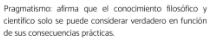 Pragmatismo: afirma que el conocimiento filosófico y
científico solo se puede considerar verdadero en función
de sus consecuencias prácticas.